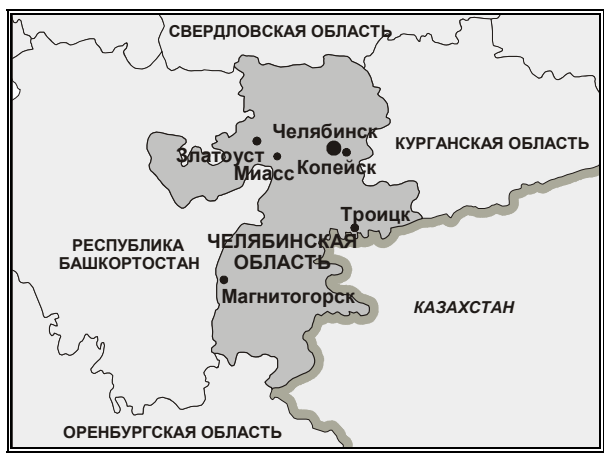 СВЕРДЛОВСКАЯ ОБЛАСТЬ
Челябинск
КУРГАНСКАЯ ОБЛАСТЬ
Златоуст
Миасс
Копейск
Троицк
РЕСПУБЛИКА
БАШКОРТОСТАН
ЧЕЛЯБИНСКАЯ
ОБЛАСТЬ
Магнитогорск
КАЗАХСТАН
ОРЕНБУРГСКАЯ ОБЛАСТЬ